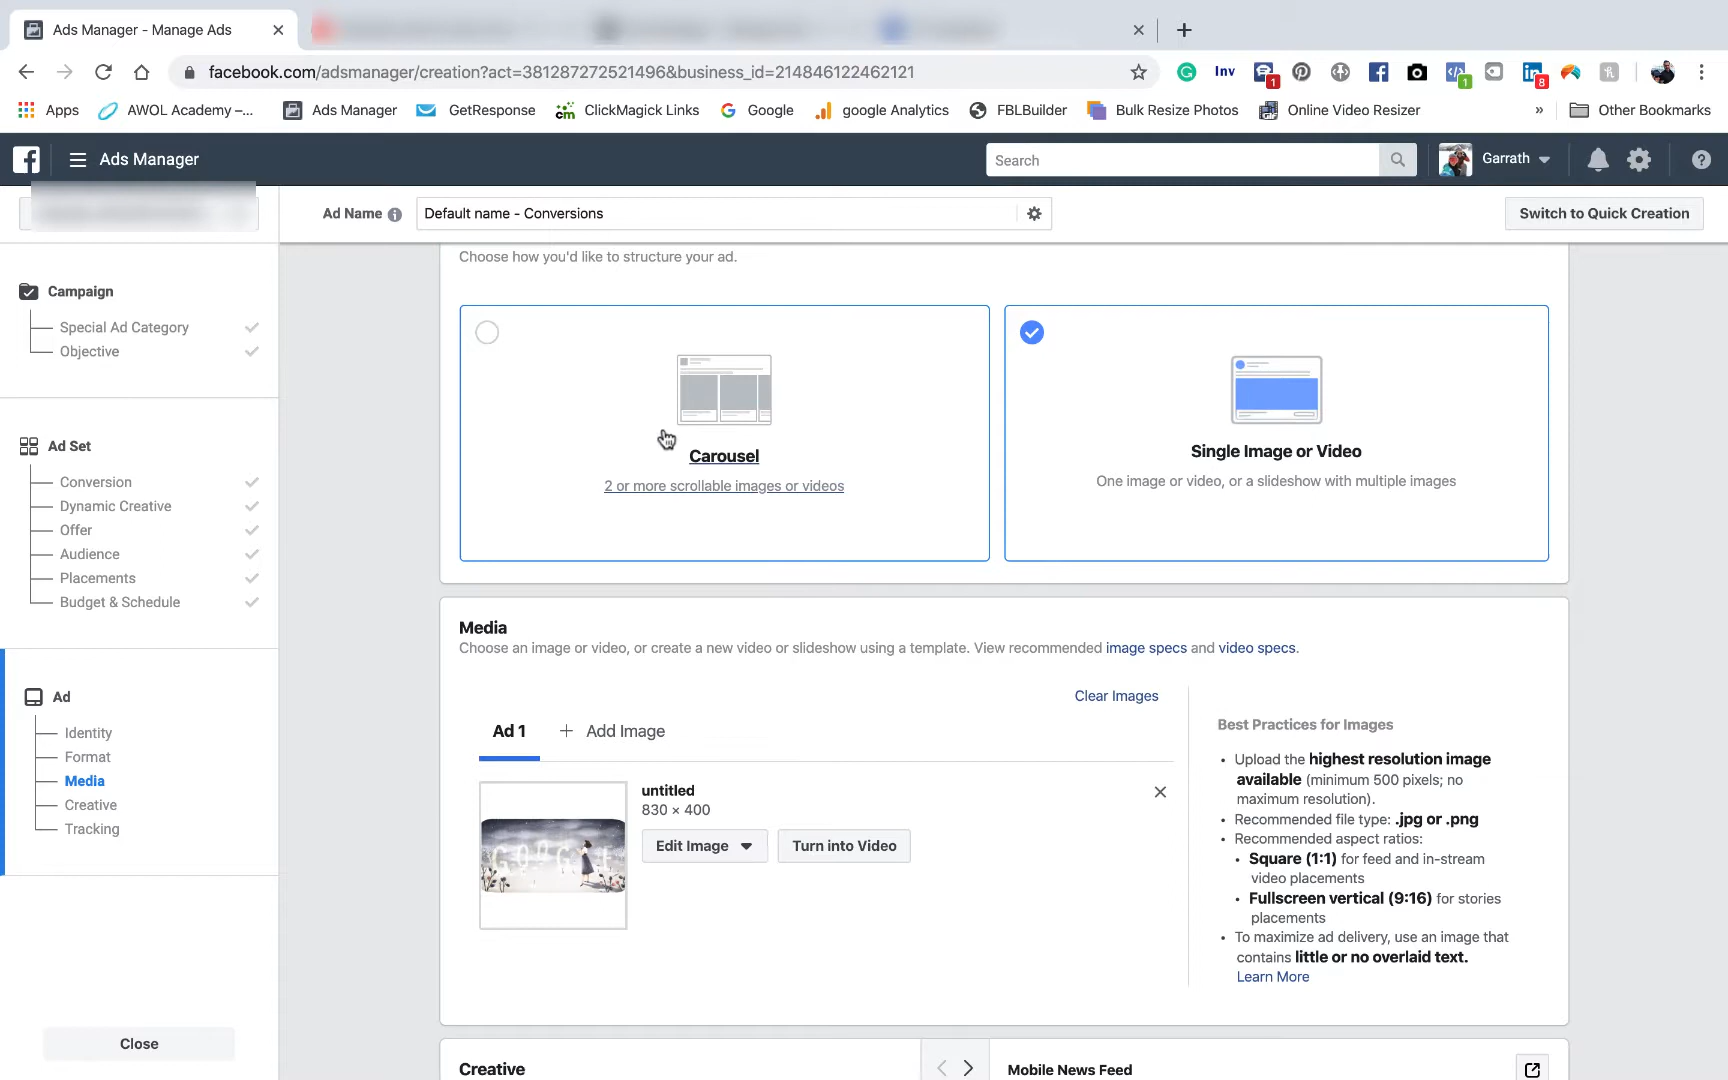 Ads Manager - Manage Ads
facebook.com/adsmanager/creation?act=381287272521496&business_id=214846122462121
Inv
1
1
8
Apps
AWOL Academy –...
Ads Manager
GetResponse
cm
ClickMagick Links
Google
google Analytics
FBLBuilder
Bulk Resize Photos
Online Video Resizer
»
Other Bookmarks
Ads Manager
Search
Garrath
Ad Name
Default name - Conversions
Switch to Quick Creation
Campaign
Special Ad Category
Objective
Ad Set
Conversion
Dynamic Creative
Offer
Audience
Placements
Budget & Schedule
Ad
Identity
Format
Media
Creative
Tracking
Close
Choose how you'd like to structure your ad.
Carousel
2 or more scrollable images or videos
Single Image or Video
One image or video, or a slideshow with multiple images
Media
Choose an image or video, or create a new video or slideshow using a template. View recommended image specs and video specs.
Clear Images
Ad 1
+ Add Image
untitled
830 × 400
Edit Image
Turn into Video
Best Practices for Images
• Upload the highest resolution image
available (minimum 500 pixels; no
maximum resolution).
• Recommended file type: .jpg or .png
• Recommended aspect ratios:
• Square (1:1) for feed and in-stream
video placements
• Fullscreen vertical (9:16) for stories
placements
• To maximize ad delivery, use an image that
contains little or no overlaid text.
Learn More
Creative
Mobile News Feed